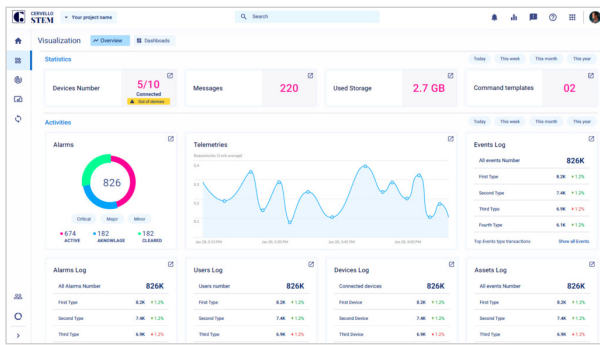 CERVELLO
STEM
Your project name
Search
Visualization
Overview
Dashboards
Statistics
Today
This week
This month
This year
Devices Number
5/10
Connected
Out of devices
Messages
220
Used Storage
2.7 GB
Command templates
02
Activities
Today
This week
This month
This year
Alarms
826
Critical
Major
Minor
674
ACTIVE
182
AKNOWLAGE
182
CLEARED
Telemetries
0.4
0.3
0.2
0.1
Events Log
All events Number 826K
First Type 8.2K +1.2%
Second Type 7.4K +1.2%
Third Type 6.9K +1.2%
Fourth Type 6.1K +1.2%
Top Events type transactions Show all Events
Alarms Log
All Alarms Number 826K
First Type 8.2K +1.2%
Second Type 7.4K +1.2%
Third Type 6.9K +1.2%
Users Log
Users number 826K
First Type 8.2K +1.2%
Second Type 7.4K +1.2%
Third Type 6.9K +1.2%
Devices Log
Connected devices 826K
First Device 8.2K +1.2%
Second Device 7.4K +1.2%
Third Device 6.9K +1.2%
Assets Log
All events Number 826K
First Type 8.2K +1.2%
Second Type 7.4K +1.2%
Third Type 6.9K +1.2%